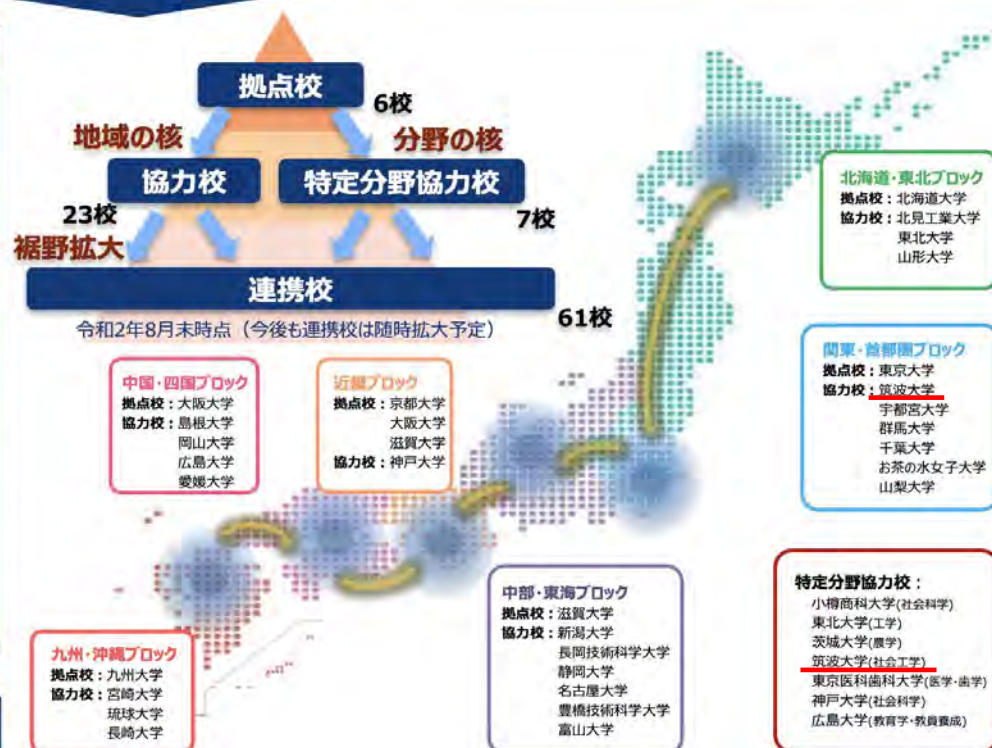 拠点校
6校
地域の核
分野の核
協力校
特定分野協力校
23校
7校
裾野拡大
連携校
61校
令和2年8月末時点（今後も連携校は随時拡大予定）
北海道・東北ブロック
拠点校：北海道大学
協力校：北見工業大学
東北大学
山形大学
関東・首都圏ブロック
拠点校：東京大学
協力校：筑波大学
宇都宮大学
群馬大学
千葉大学
お茶の水女子大学
山梨大学
中国・四国ブロック
拠点校：大阪大学
協力校：島根大学
岡山大学
広島大学
愛媛大学
近畿ブロック
拠点校：京都大学
大阪大学
滋賀大学
協力校：神戸大学
中部・東海ブロック
拠点校：滋賀大学
協力校：新潟大学
長岡技術科学大学
静岡大学
名古屋大学
豊橋技術科学大学
富山大学
特定分野協力校：
小樽商科大学(社会科学)
東北大学(工学)
茨城大学(農学)
筑波大学(社会工学)
東京医科歯科大学(医学・歯学)
神戸大学(社会科学)
広島大学(教育学・教員養成)
九州・沖縄ブロック
拠点校：九州大学
協力校：宮崎大学
琉球大学
長崎大学